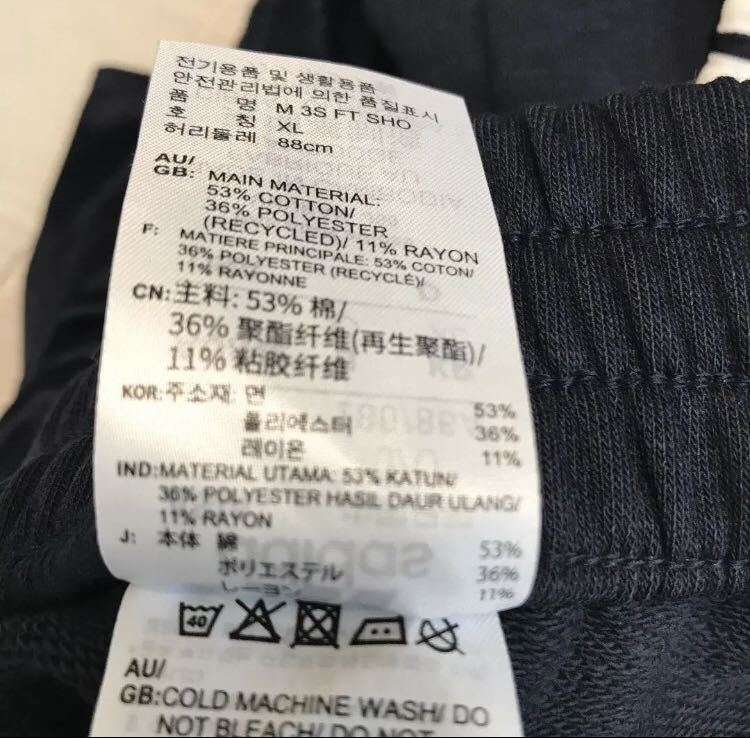 전기용품 및 생활용품
안전관리법에 의한 품질표시
품 명 M 3S FT SHO
호 칭 XL
허리둘레 88cm
AU/
GB: MAIN MATERIAL:
53% COTTON/
36% POLYESTER
(RECYCLED)/ 11% RAYON
F: MATIERE PRINCIPALE: 53% COTON/
36% POLYESTER (RECYCLÉ)/
11% RAYONNE
CN:主料: 53% 棉/
36% 聚酯纤维(再生聚酯)/
11% 粘胶纤维
KOR:주소재 면 53%
폴리에스터 36%
레이온 11%
IND:MATERIAL UTAMA: 53% KATUN/
36% POLYESTER HASIL DAUR ULANG/
11% RAYON
J: 本体 綿 53%
ポリエステル 36%
レーヨン 11%
40
AU/
GB:COLD MACHINE WASH/ DO
NOT BLEACH/ DO NOT